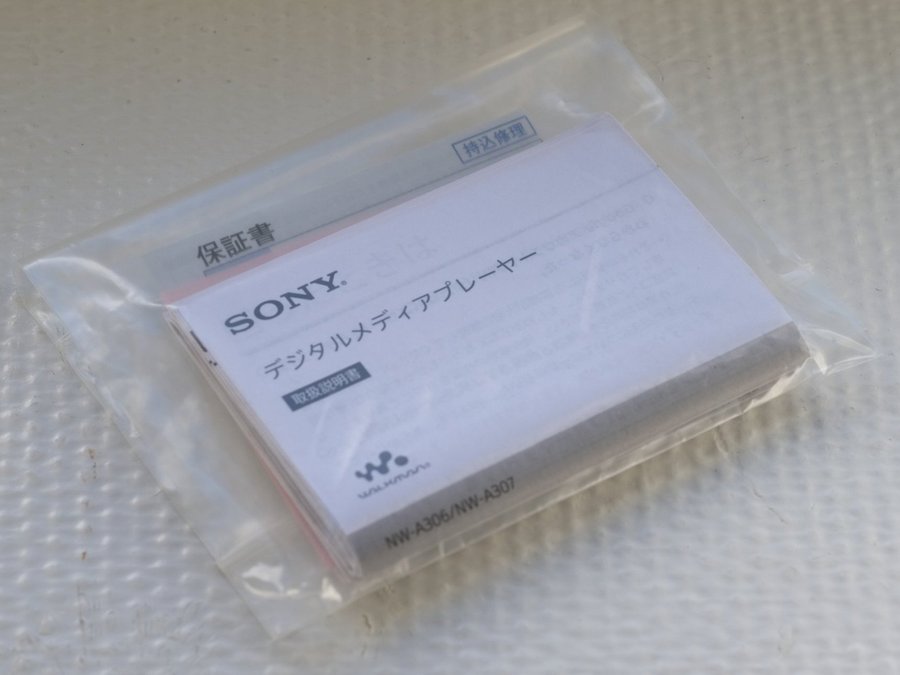 持込修理
保証書
SONY®
デジタルメディアプレーヤー
取扱説明書
WALKMAN®
NW-A306/NW-A307